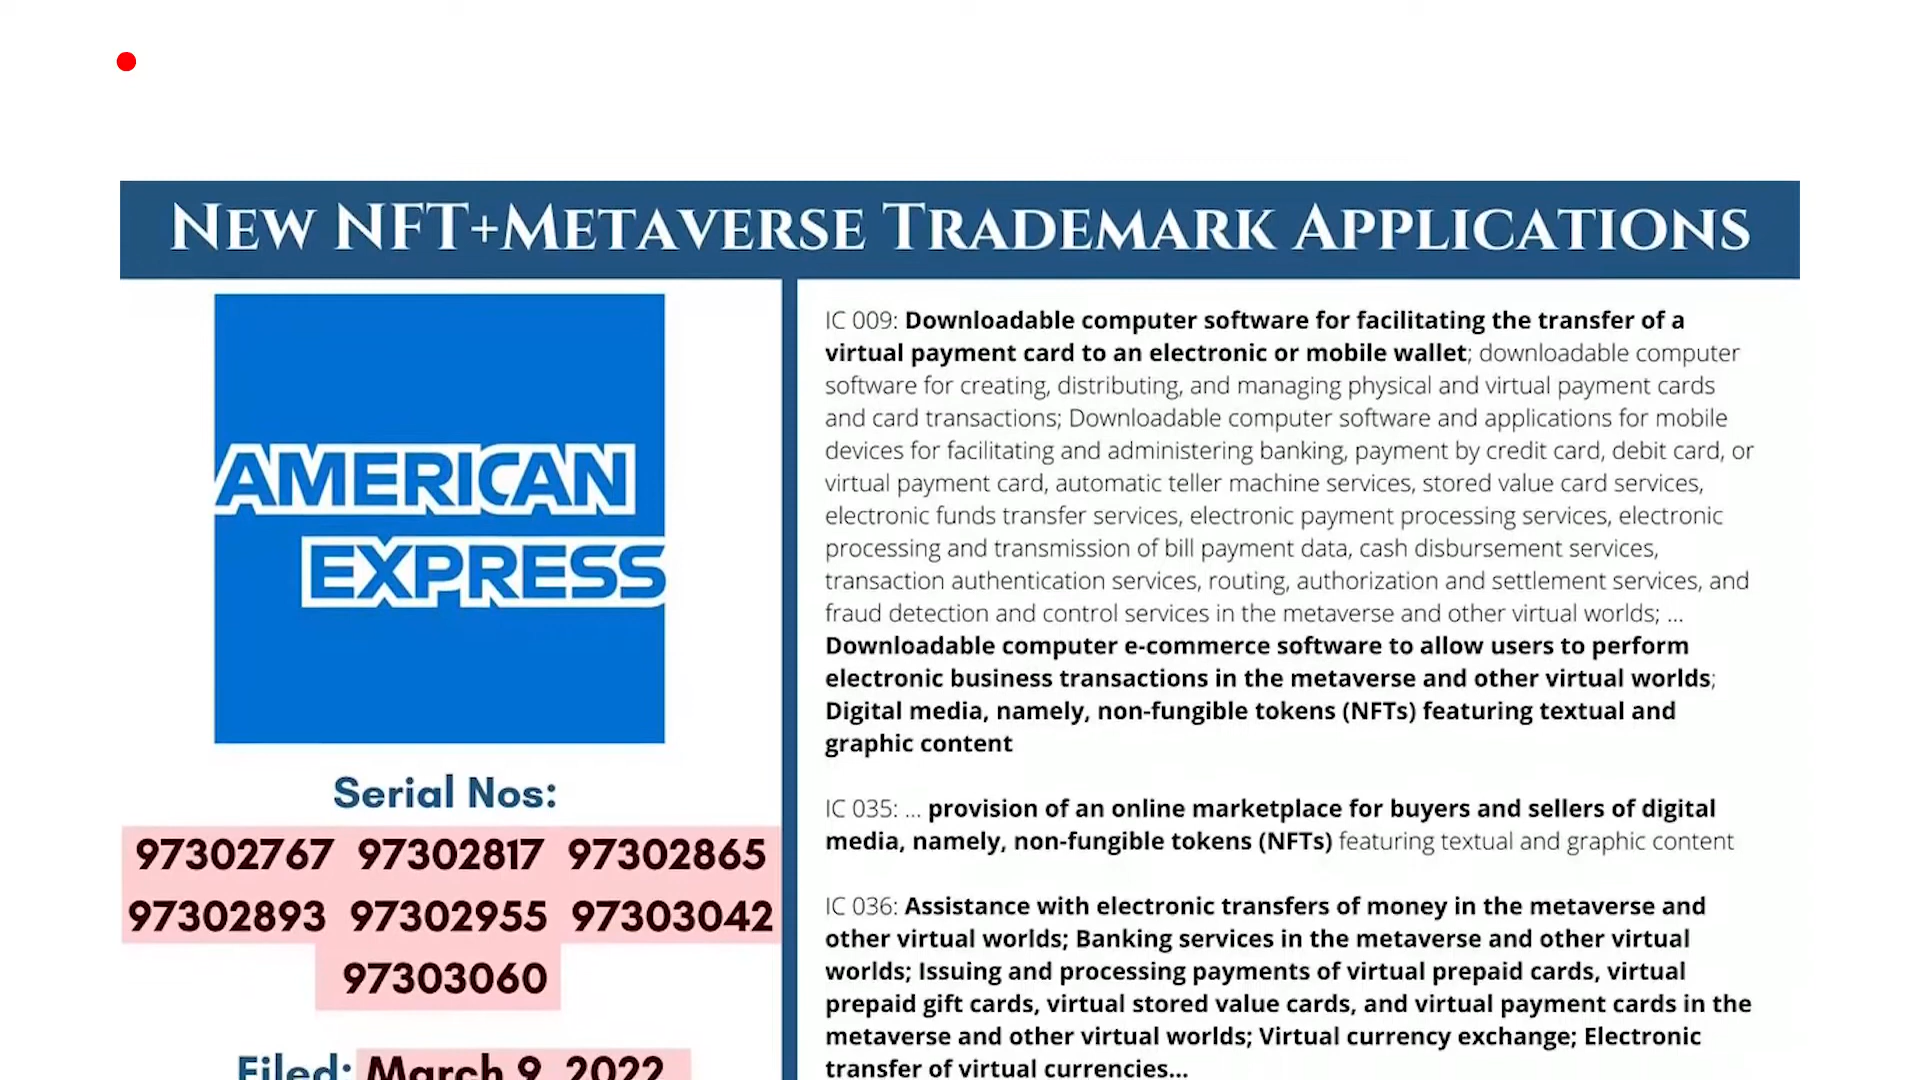 New NFT+Metaverse Trademark Applications
AMERICAN
EXPRESS
Serial Nos:
97302767 97302817 97302865
97302893 97302955 97303042
97303060
Filed: March 9, 2022
IC 009: Downloadable computer software for facilitating the transfer of a
virtual payment card to an electronic or mobile wallet; downloadable computer
software for creating, distributing, and managing physical and virtual payment cards
and card transactions; Downloadable computer software and applications for mobile
devices for facilitating and administering banking, payment by credit card, debit card, or
virtual payment card, automatic teller machine services, stored value card services,
electronic funds transfer services, electronic payment processing services, electronic
processing and transmission of bill payment data, cash disbursement services,
transaction authentication services, routing, authorization and settlement services, and
fraud detection and control services in the metaverse and other virtual worlds; ...
Downloadable computer e-commerce software to allow users to perform
electronic business transactions in the metaverse and other virtual worlds;
Digital media, namely, non-fungible tokens (NFTs) featuring textual and
graphic content
IC 035: ... provision of an online marketplace for buyers and sellers of digital
media, namely, non-fungible tokens (NFTs) featuring textual and graphic content
IC 036: Assistance with electronic transfers of money in the metaverse and
other virtual worlds; Banking services in the metaverse and other virtual
worlds; Issuing and processing payments of virtual prepaid cards, virtual
prepaid gift cards, virtual stored value cards, and virtual payment cards in the
metaverse and other virtual worlds; Virtual currency exchange; Electronic
transfer of virtual currencies...